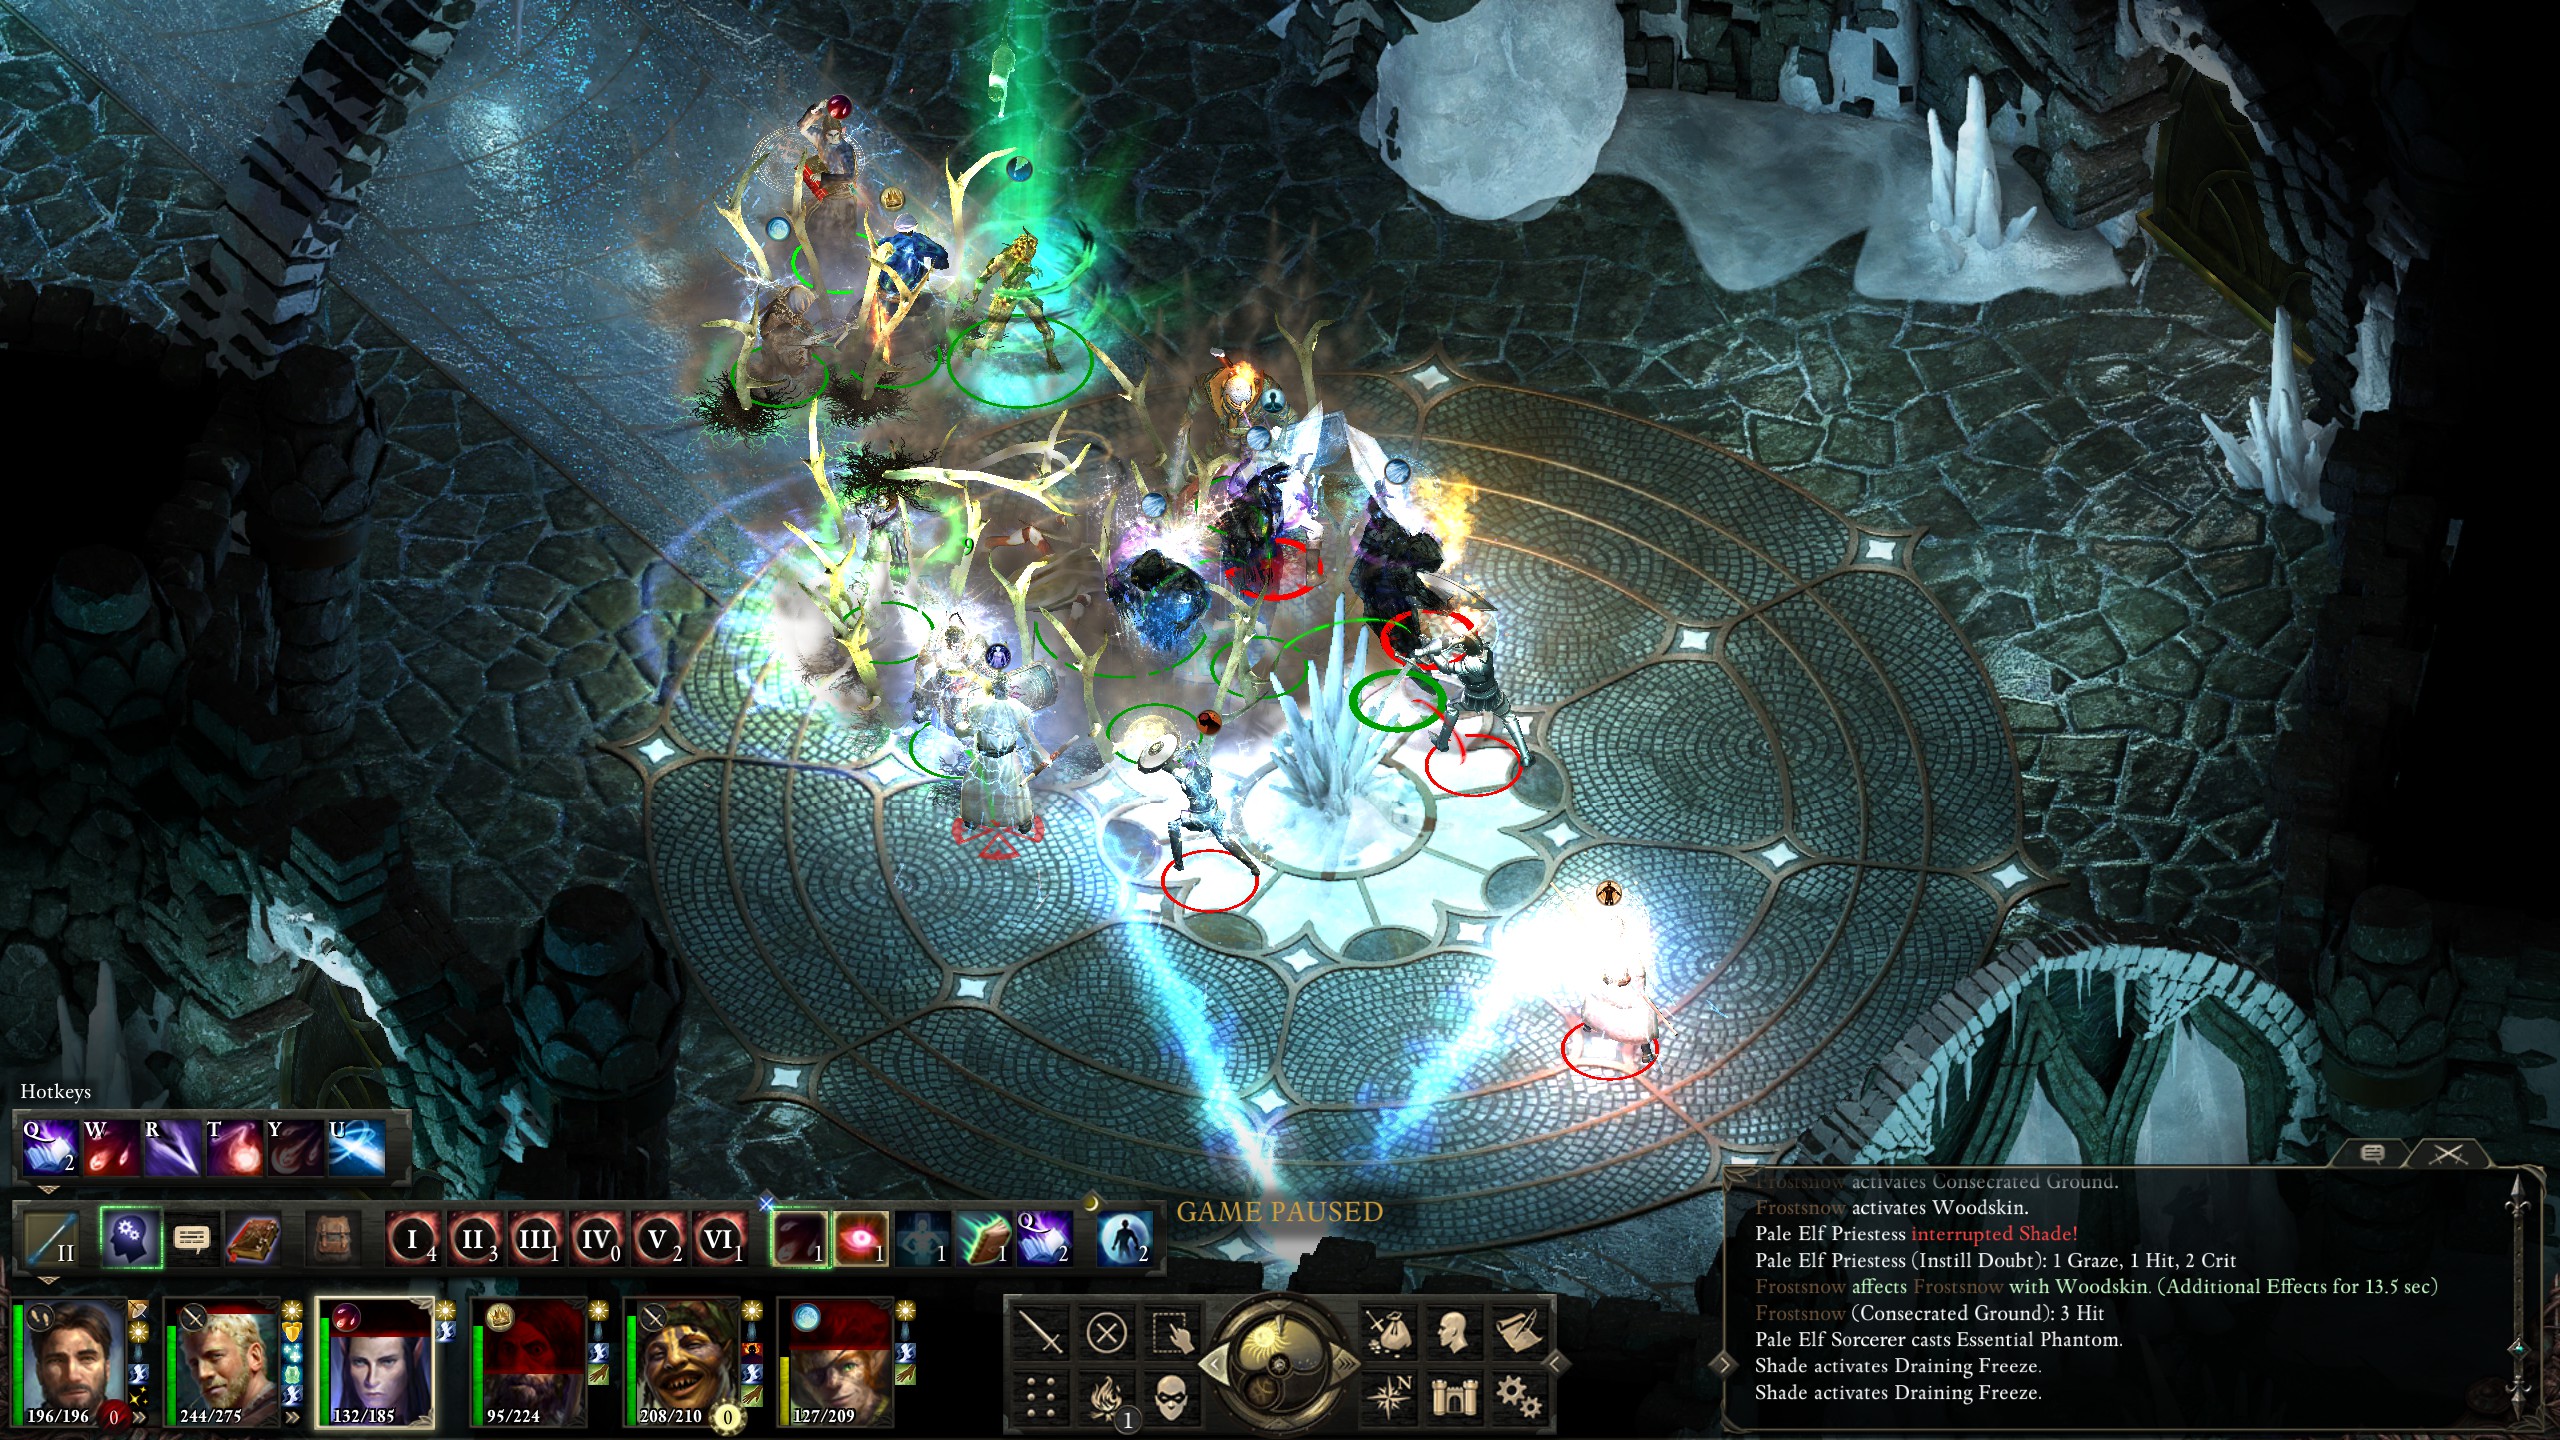 9
Hotkeys
Q W R T Y U
2
GAME PAUSED
II I 4 II 3 III 1 IV 0 V 2 VI 1 1 1 1 1 Q 2 2
196/196 0 244/275 132/185 95/224 208/210 0 127/209
N
1
Frostsnow activates Consecrated Ground.
Frostsnow activates Woodskin.
Pale Elf Priestess interrupted Shade!
Pale Elf Priestess (Instill Doubt): 1 Graze, 1 Hit, 2 Crit
Frostsnow affects Frostsnow with Woodskin. (Additional Effects for 13.5 sec)
Frostsnow (Consecrated Ground): 3 Hit
Pale Elf Sorcerer casts Essential Phantom.
Shade activates Draining Freeze.
Shade activates Draining Freeze.